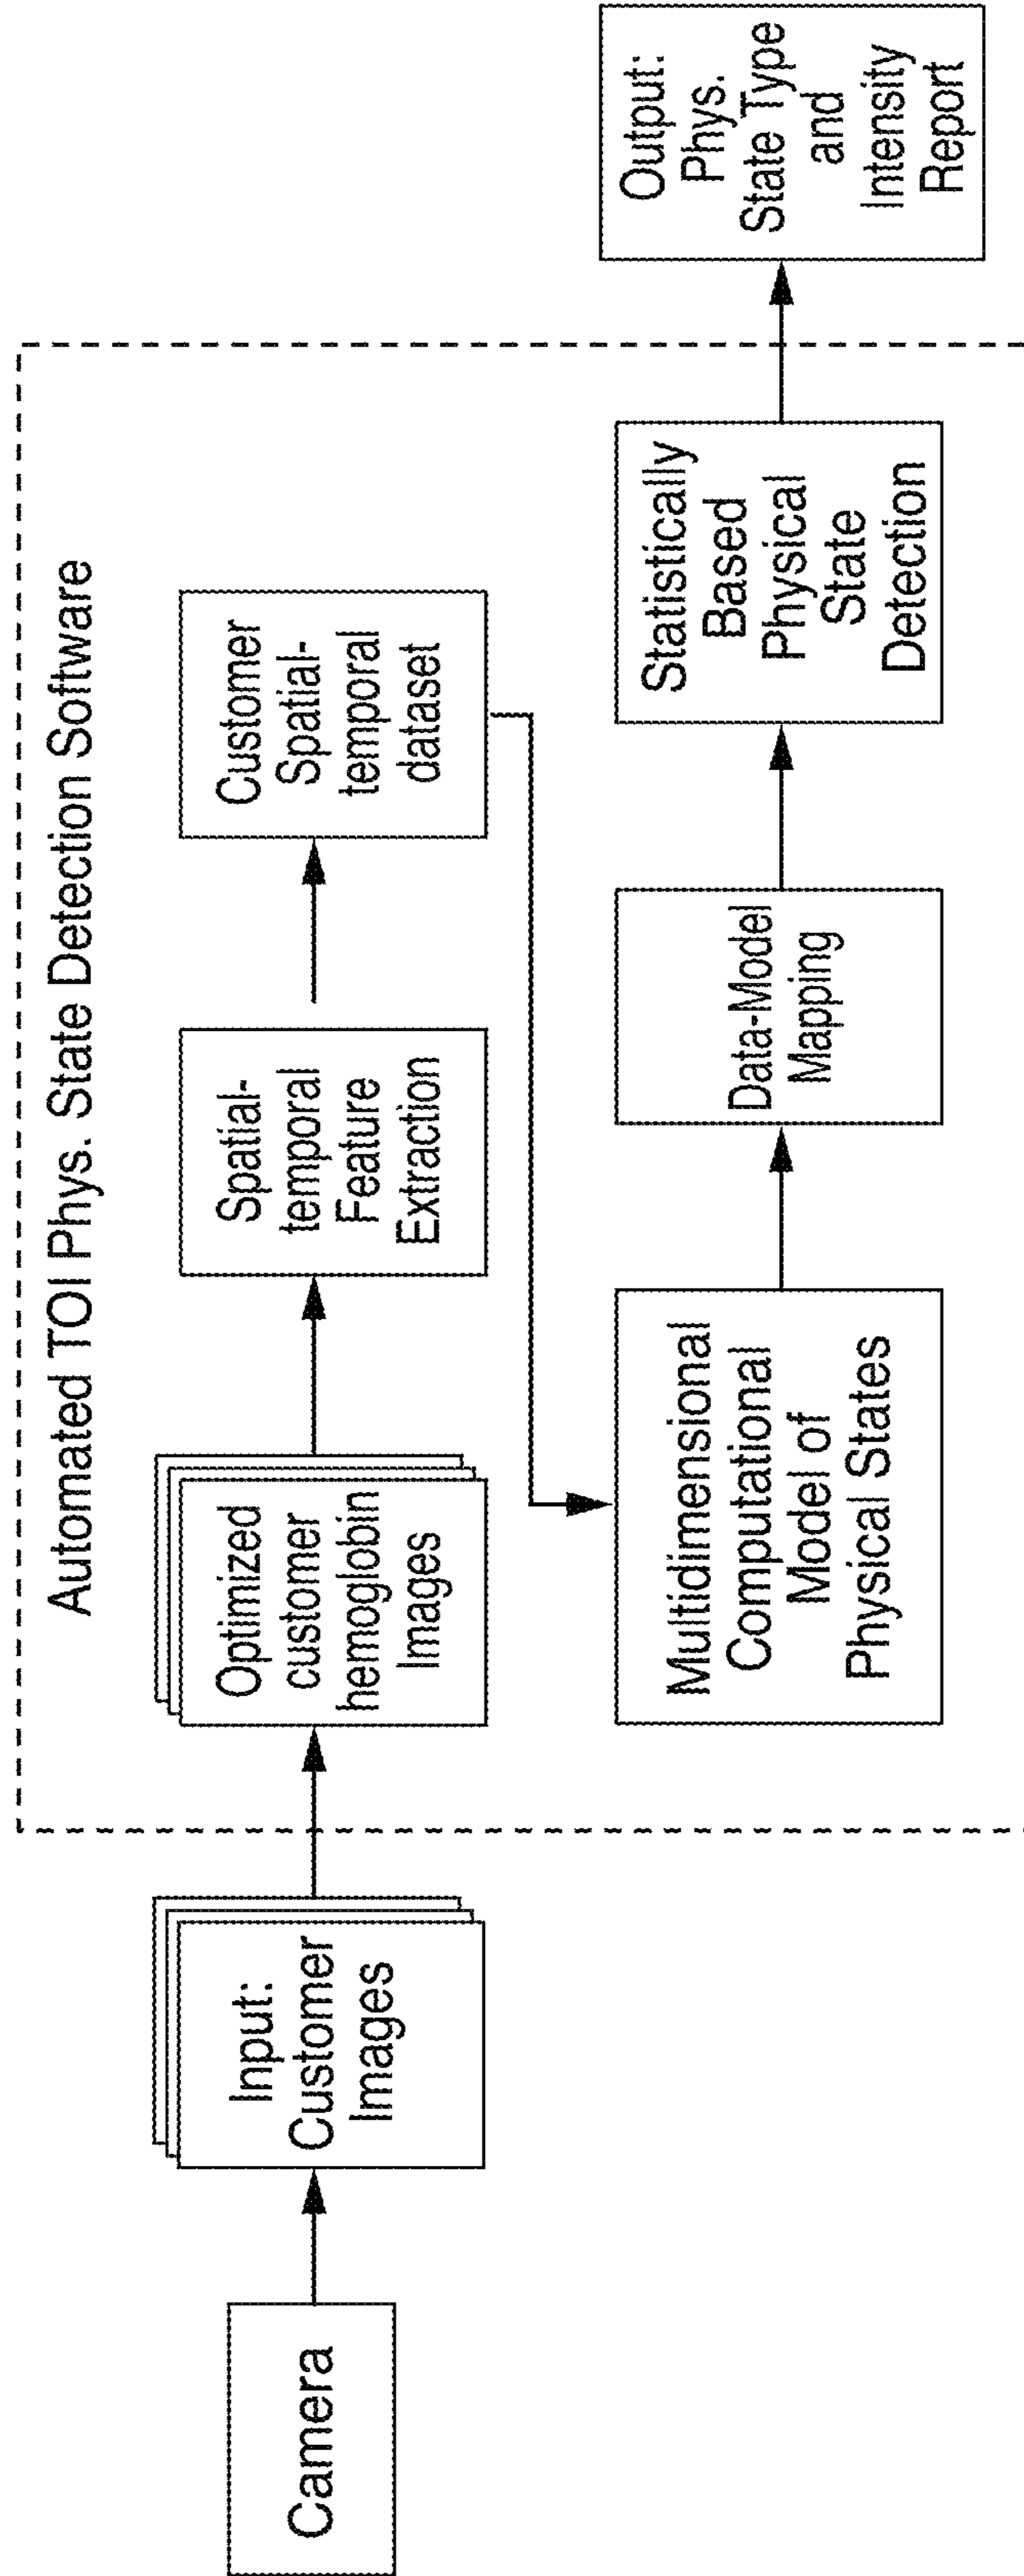 Automated TOI Phys. State Detection Software
Camera
Input:
Customer
Images
Optimized
customer
hemoglobin
Images
Spatial-
temporal
Feature
Extraction
Customer
Spatial-
temporal
dataset
Multidimensional
Computational
Model of
Physical States
Data-Model
Mapping
Statistically
Based
Physical
State
Detection
Output:
Phys.
State Type
and
Intensity
Report